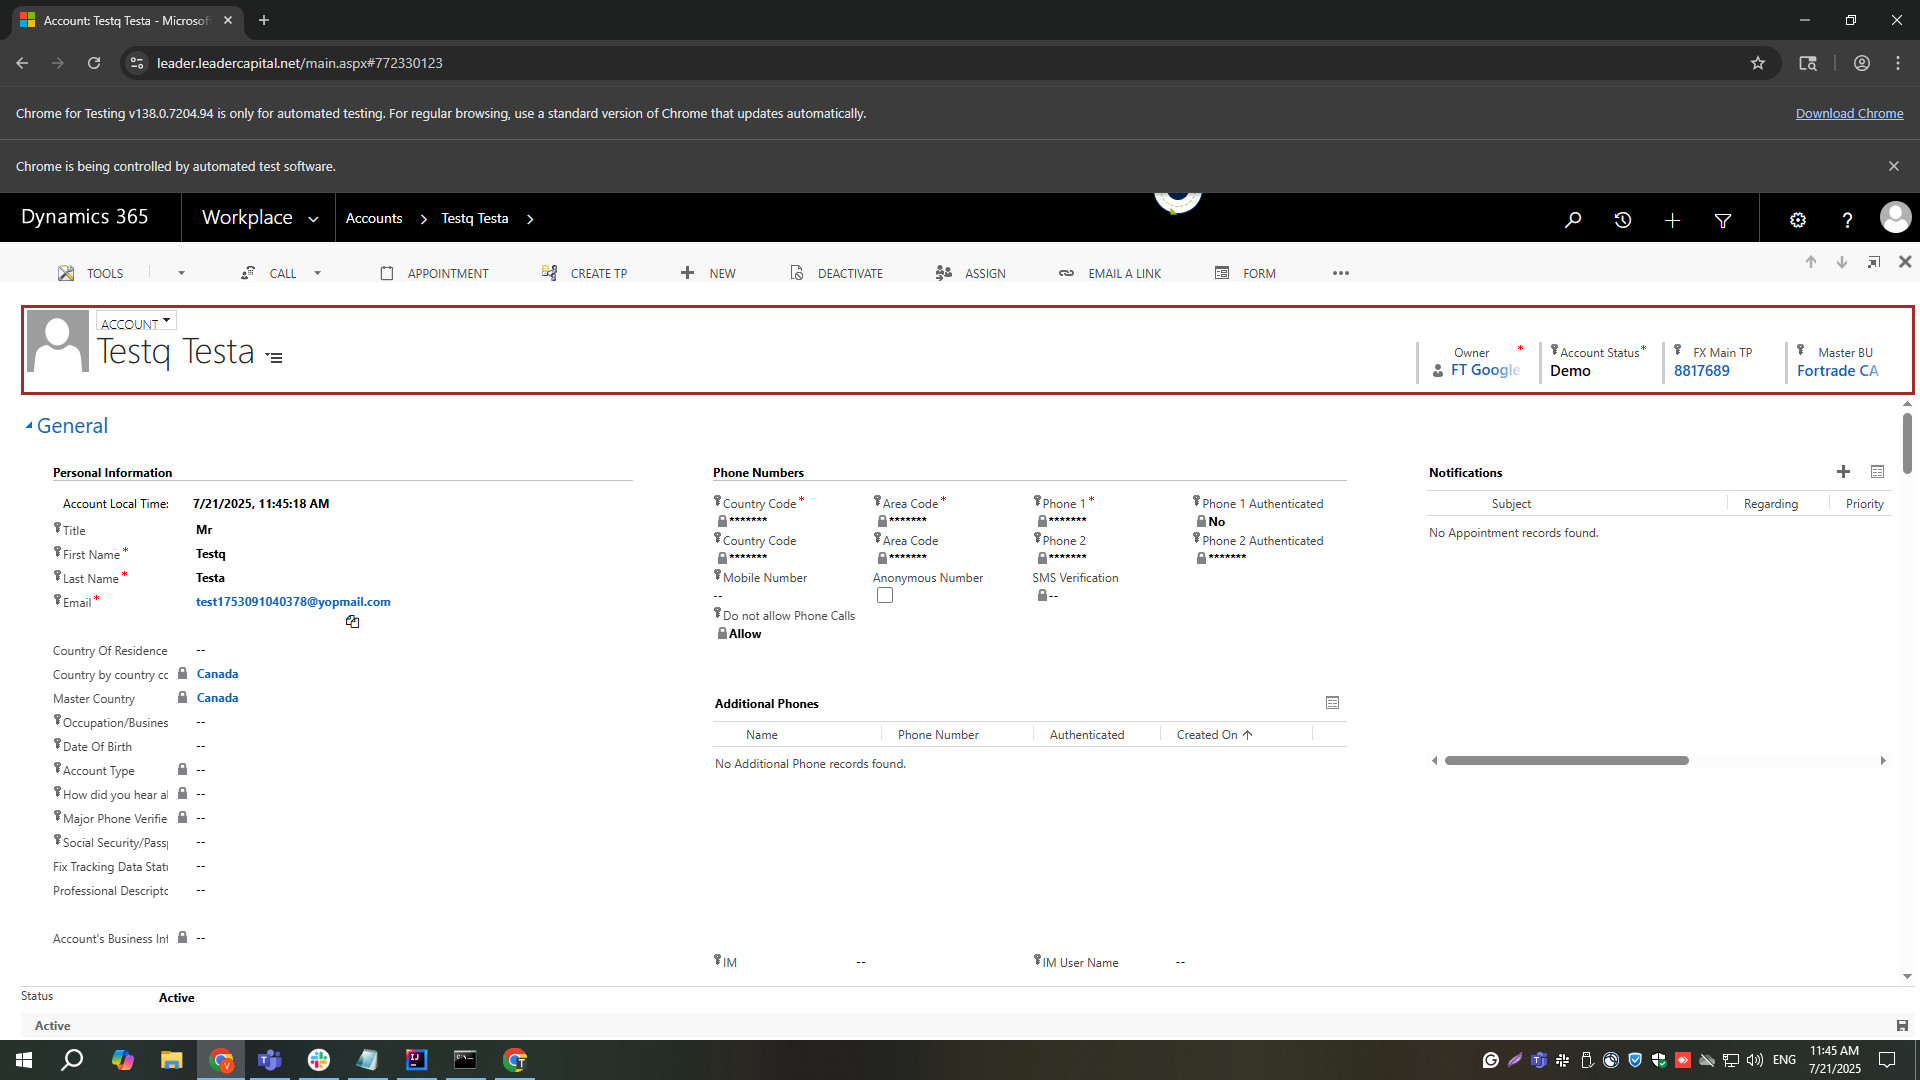 Account: Testq Testa - Microsof
leader.leadercapital.net/main.aspx#772330123
Chrome for Testing v138.0.7204.94 is only for automated testing. For regular browsing, use a standard version of Chrome that updates automatically.
Download Chrome
Chrome is being controlled by automated test software.
Dynamics 365
Workplace
Accounts
Testq Testa
TOOLS
CALL
APPOINTMENT
CREATE TP
NEW
DEACTIVATE
ASSIGN
EMAIL A LINK
FORM
ACCOUNT
Testq Testa
Owner *
FT Google
Account Status *
Demo
FX Main TP
8817689
Master BU
Fortrade CA
General
Personal Information
Account Local Time: 7/21/2025, 11:45:18 AM
Title Mr
First Name * Testq
Last Name * Testa
Email * test1753091040378@yopmail.com
Country Of Residence --
Country by country cc Canada
Master Country Canada
Occupation/Busines --
Date Of Birth --
Account Type --
How did you hear al --
Major Phone Verifie --
Social Security/Passp --
Fix Tracking Data Statu --
Professional Descriptc --
Account's Business Inf --
Phone Numbers
Country Code * Area Code * Phone 1 * Phone 1 Authenticated
******* ******* ******* No
Country Code Area Code Phone 2 Phone 2 Authenticated
******* ******* ******* *******
Mobile Number Anonymous Number SMS Verification
-- --
Do not allow Phone Calls
Allow
Additional Phones
Name Phone Number Authenticated Created On
No Additional Phone records found.
IM -- IM User Name --
Notifications
Subject Regarding Priority
No Appointment records found.
Status Active
Active
ENG
11:45 AM
7/21/2025